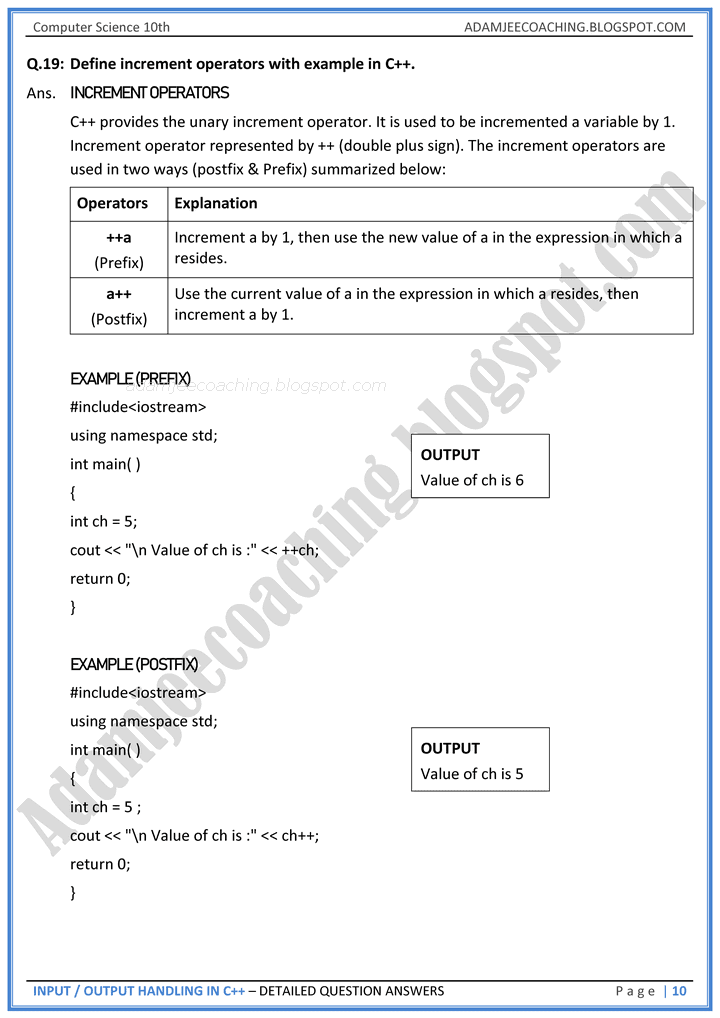 Computer Science 10th ADAMJEECOACHING.BLOGSPOT.COM
Q.19: Define increment operators with example in C++.
Ans. INCREMENT OPERATORS
C++ provides the unary increment operator. It is used to be incremented a variable by 1.
Increment operator represented by ++ (double plus sign). The increment operators are
used in two ways (postfix & Prefix) summarized below:
Operators Explanation
++a
(Prefix)
Increment a by 1, then use the new value of a in the expression in which a
resides.
a++
(Postfix)
Use the current value of a in the expression in which a resides, then
increment a by 1.
EXAMPLE (PREFIX)
adamjeecoaching.blogspot.com
#include<iostream>
using namespace std;
int main( )
{
int ch = 5;
cout << "\n Value of ch is :" << ++ch;
return 0;
}
OUTPUT
Value of ch is 6
EXAMPLE (POSTFIX)
#include<iostream>
using namespace std;
int main( )
{
int ch = 5 ;
cout << "\n Value of ch is :" << ch++;
return 0;
}
OUTPUT
Value of ch is 5
Adamjeecoaching.blogspot.com
INPUT / OUTPUT HANDLING IN C++ – DETAILED QUESTION ANSWERS Page | 10